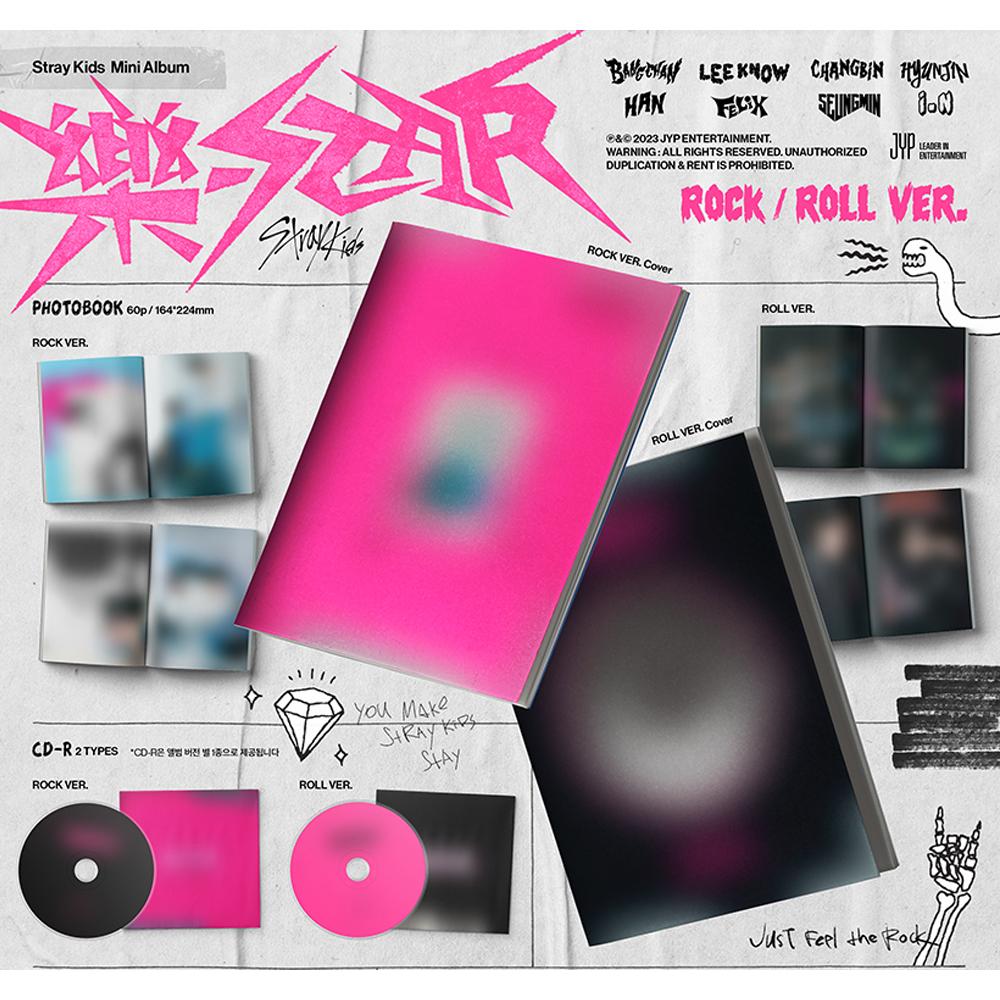 Stray Kids Mini Album
樂-STAR
Stray Kids
BANGCHAN LEE KNOW CHANGBIN HYUNJIN
HAN FELIX SEUNGMIN I.N
℗&© 2023 JYP ENTERTAINMENT.
WARNING : ALL RIGHTS RESERVED. UNAUTHORIZED
DUPLICATION & RENT IS PROHIBITED.
JYP LEADER IN
ENTERTAINMENT
ROCK / ROLL VER.
PHOTOBOOK 60p / 164*224mm
ROCK VER.
ROCK VER. Cover
ROLL VER.
ROLL VER. Cover
YOU MAKE
STRAY KIDS
STAY
CD-R 2 TYPES *CD-R은 앨범 버전 별 1종으로 제공됩니다
ROCK VER.
ROLL VER.
JUST Feel the Rock